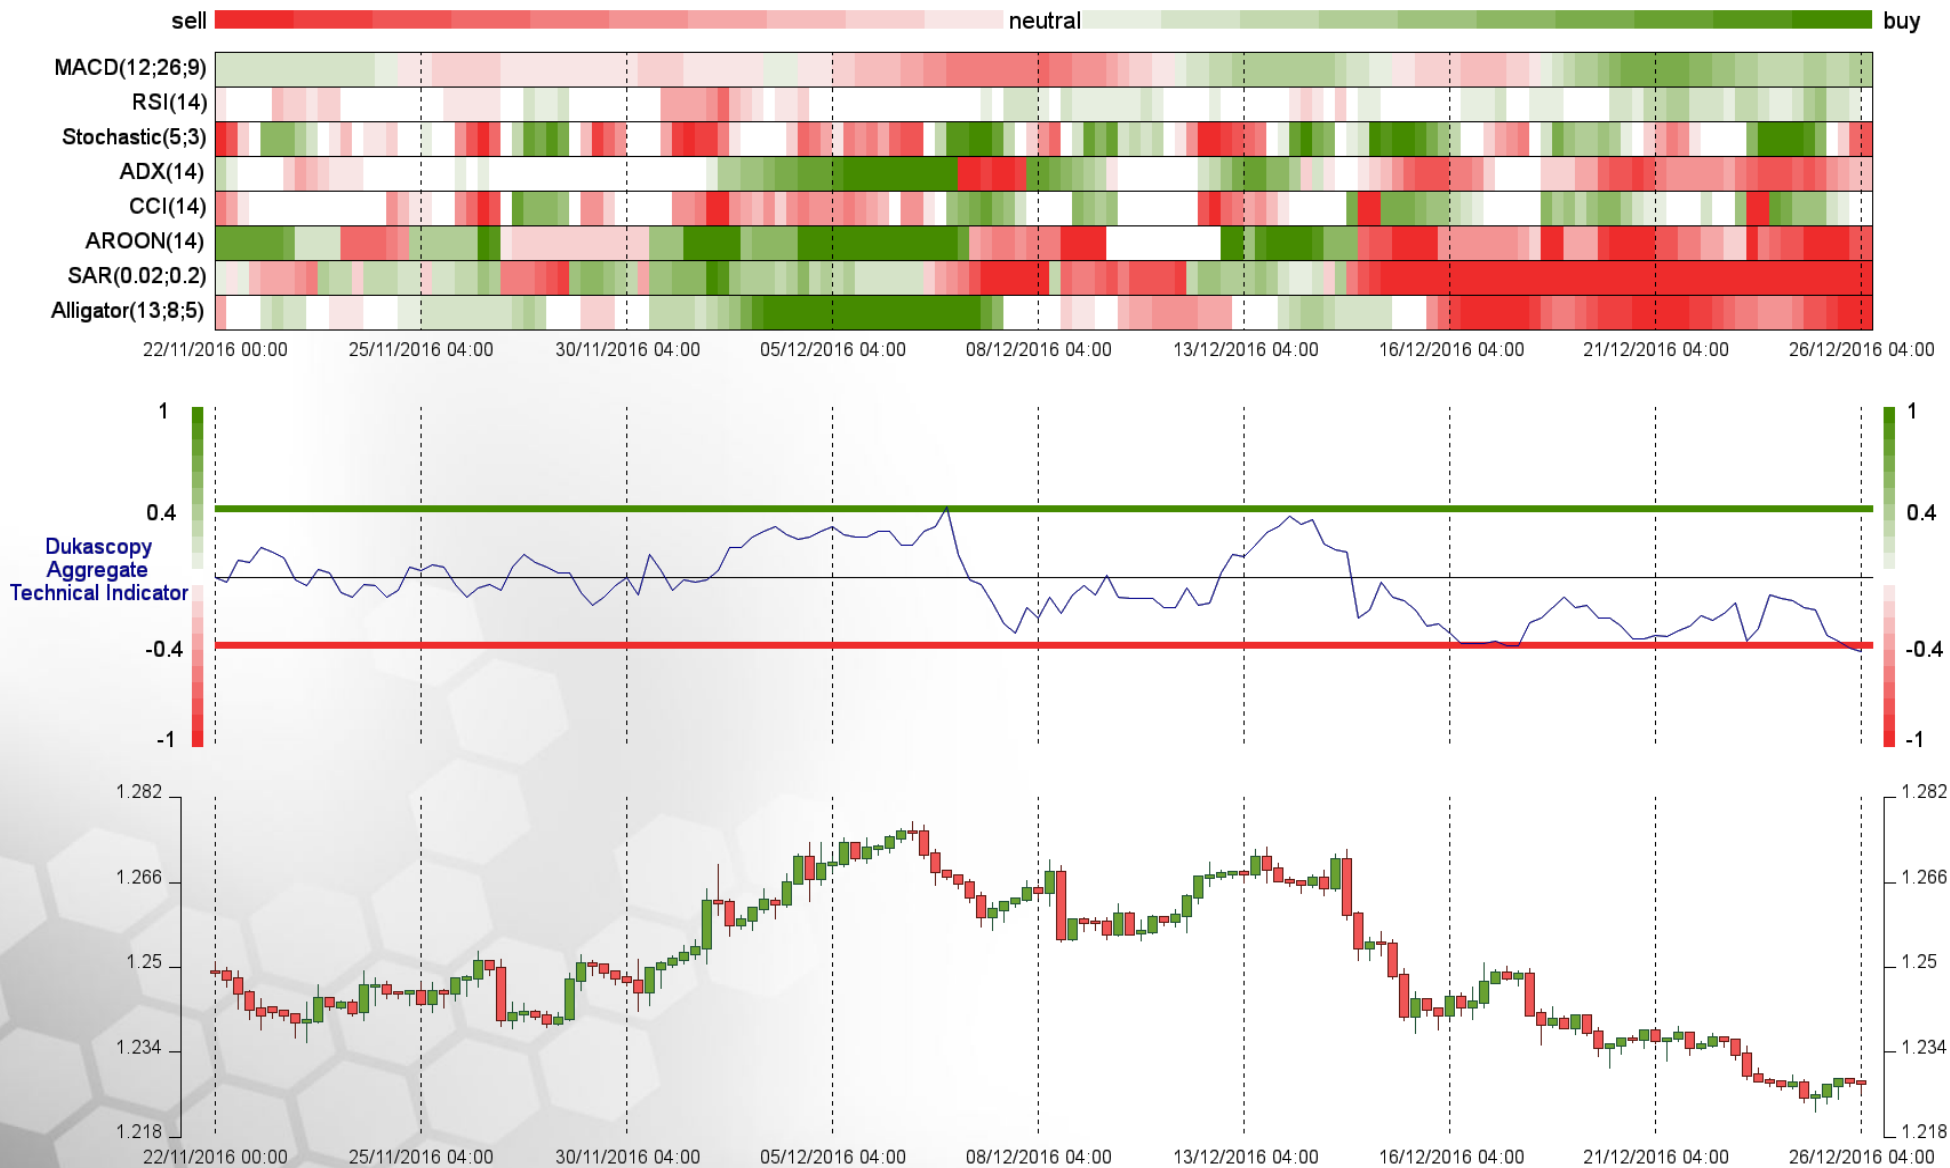 sell neutral buy
MACD(12;26;9)
RSI(14)
Stochastic(5;3)
ADX(14)
CCI(14)
AROON(14)
SAR(0.02;0.2)
Alligator(13;8;5)
22/11/2016 00:00 25/11/2016 04:00 30/11/2016 04:00 05/12/2016 04:00 08/12/2016 04:00 13/12/2016 04:00 16/12/2016 04:00 21/12/2016 04:00 26/12/2016 04:00
1 1
0.4 0.4
Dukascopy
Aggregate
Technical Indicator
-0.4 -0.4
-1 -1
1.282 1.282
1.266 1.266
1.25 1.25
1.234 1.234
1.218 1.218
22/11/2016 00:00 25/11/2016 04:00 30/11/2016 04:00 05/12/2016 04:00 08/12/2016 04:00 13/12/2016 04:00 16/12/2016 04:00 21/12/2016 04:00 26/12/2016 04:00